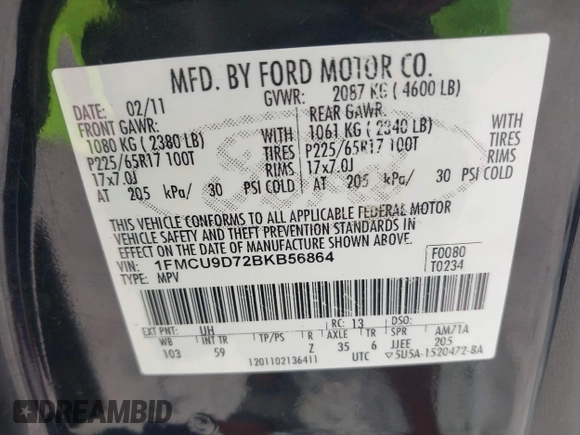 MFD. BY FORD MOTOR CO.
DATE: 02/11 GVWR: 2087 KG ( 4600 LB)
FRONT GAWR: REAR GAWR:
1080 KG ( 2380 LB) WITH 1061 KG ( 2340 LB) WITH
P225/65R17 100T TIRES P225/65R17 100T TIRES
17x7.0J RIMS 17x7.0J RIMS
AT 205 kPa/ 30 PSI COLD AT 205 kPa/ 30 PSI COLD
THIS VEHICLE CONFORMS TO ALL APPLICABLE FEDERAL MOTOR
VEHICLE SAFETY AND THEFT PREVENTION STANDARDS IN
EFFECT ON THE DATE OF MANUFACTURE SHOWN ABOVE.
VIN: 1FMCU9D72BKB56864 F0080
TYPE: MPV T0234
EXT PNT: UH RC: 13 DSO:
WB INT TR TP/PS R AXLE TR SPR AM/1A
103 59 Z 35 6 JJEE 205
1201102136411 UTC 5U5A-1520472-BA
DREAMBID